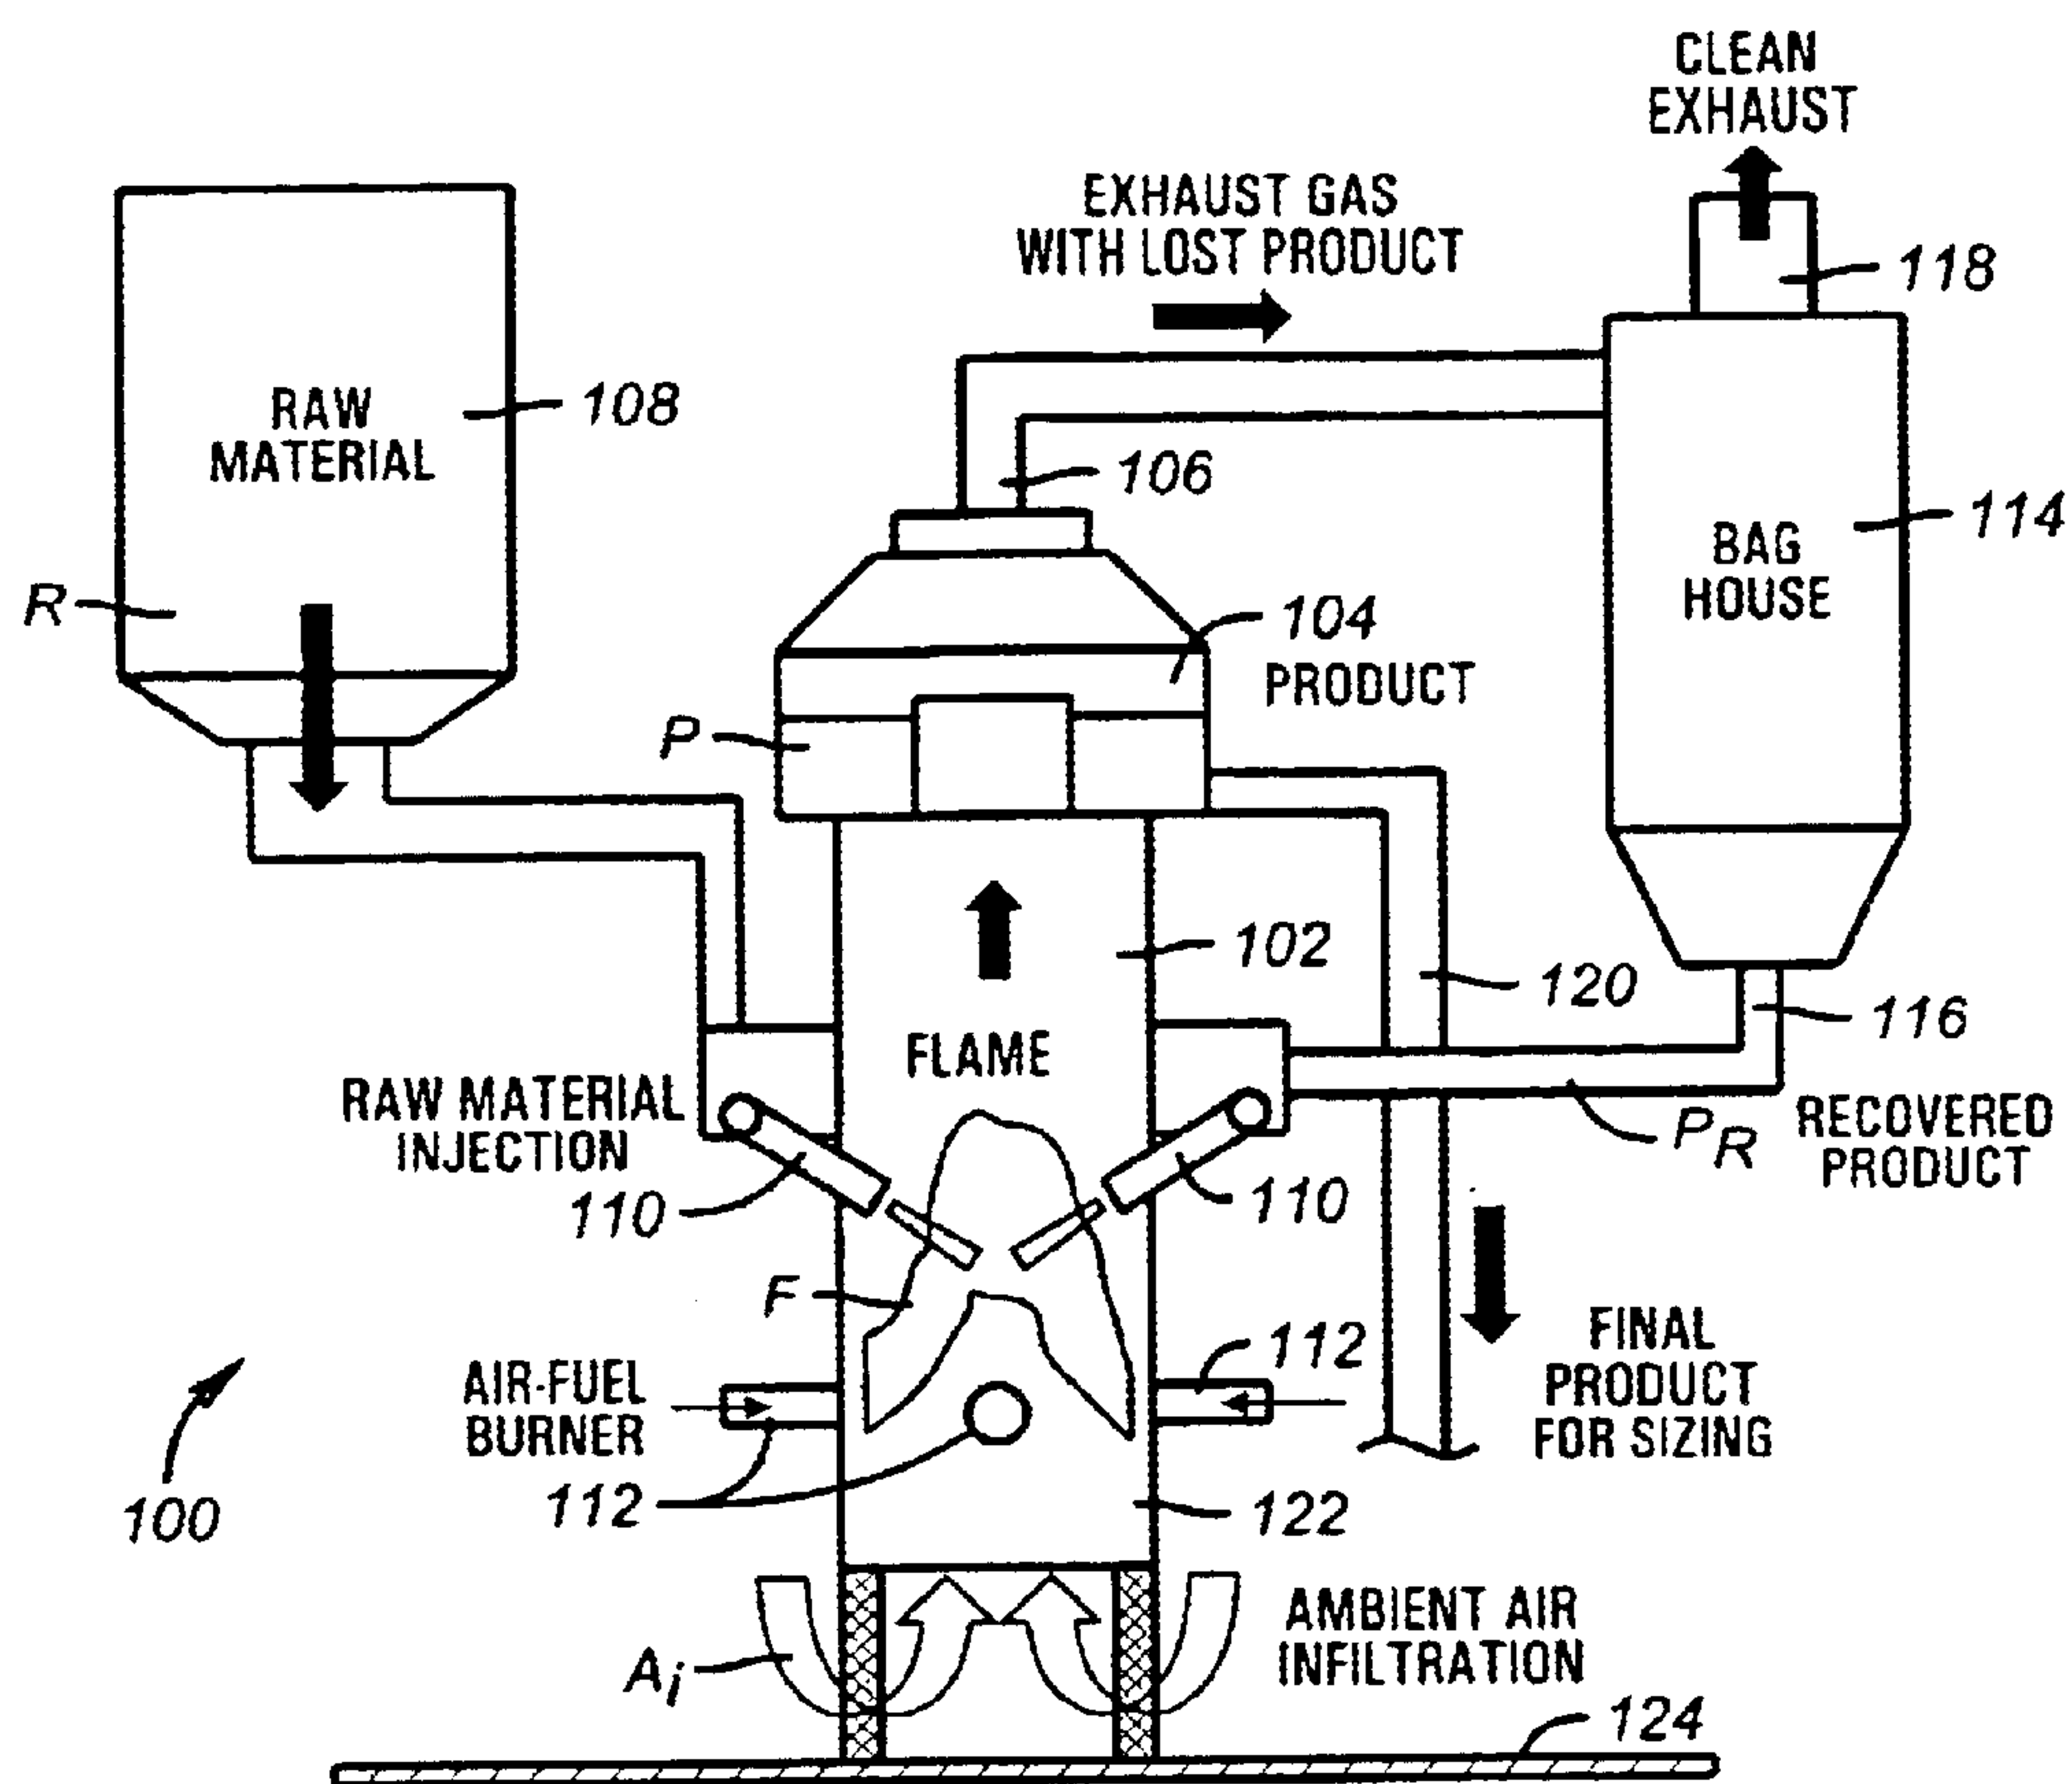 CLEAN
EXHAUST
EXHAUST GAS
WITH LOST PRODUCT
118
RAW
MATERIAL
108
106
114
BAG
HOUSE
R
104
PRODUCT
P
102
120
116
FLAME
RAW MATERIAL
INJECTION
110
110
PR
RECOVERED
PRODUCT
F
112
AIR-FUEL
BURNER
112
FINAL
PRODUCT
FOR SIZING
100
122
Ai
AMBIENT AIR
INFILTRATION
124